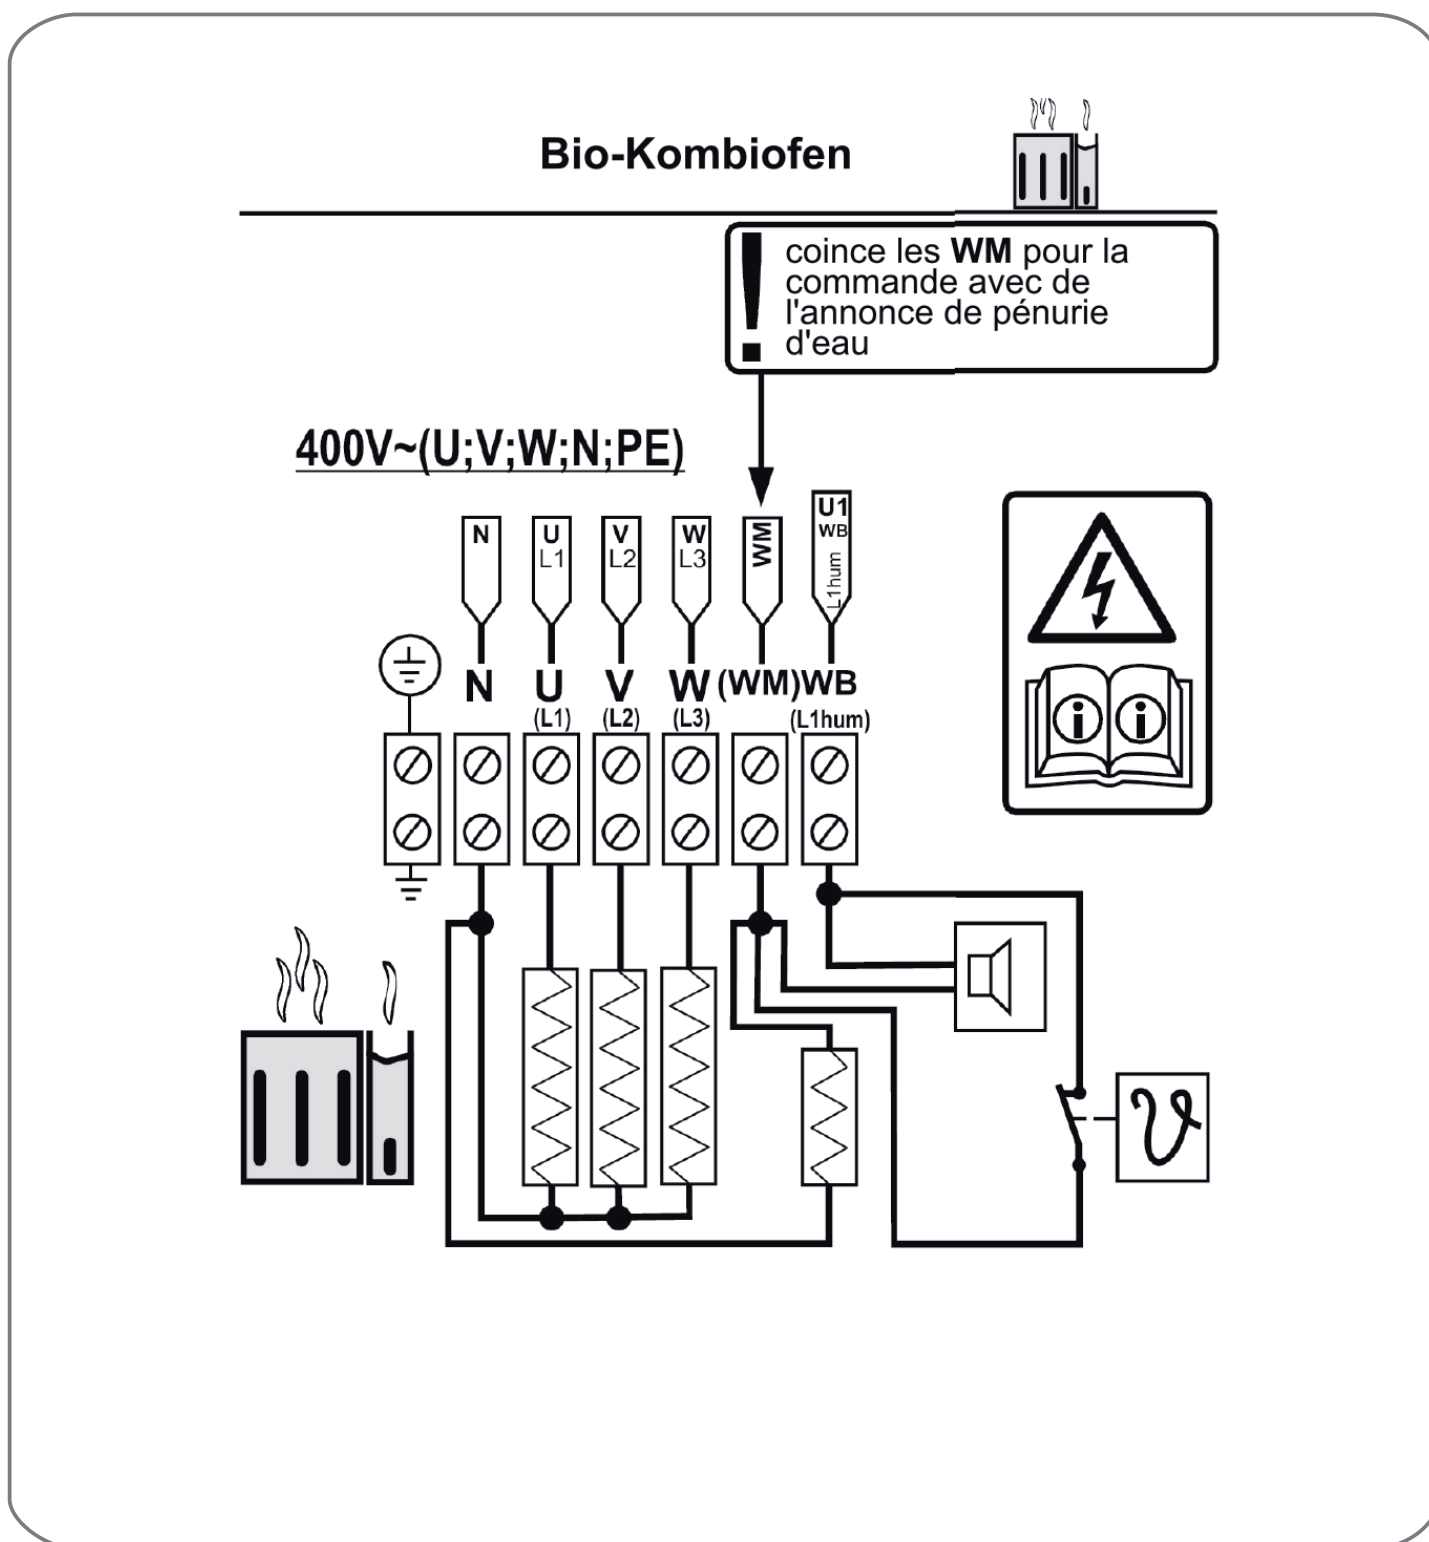 Bio-Kombiofen
! coince les WM pour la
commande avec de
l'annonce de pénurie
d'eau
400V~(U;V;W;N;PE)
N
U
L1
V
L2
W
L3
WM
U1
WB
L1hum
N U V W (WM) WB
(L1) (L2) (L3) (L1hum)
i i
ϑ